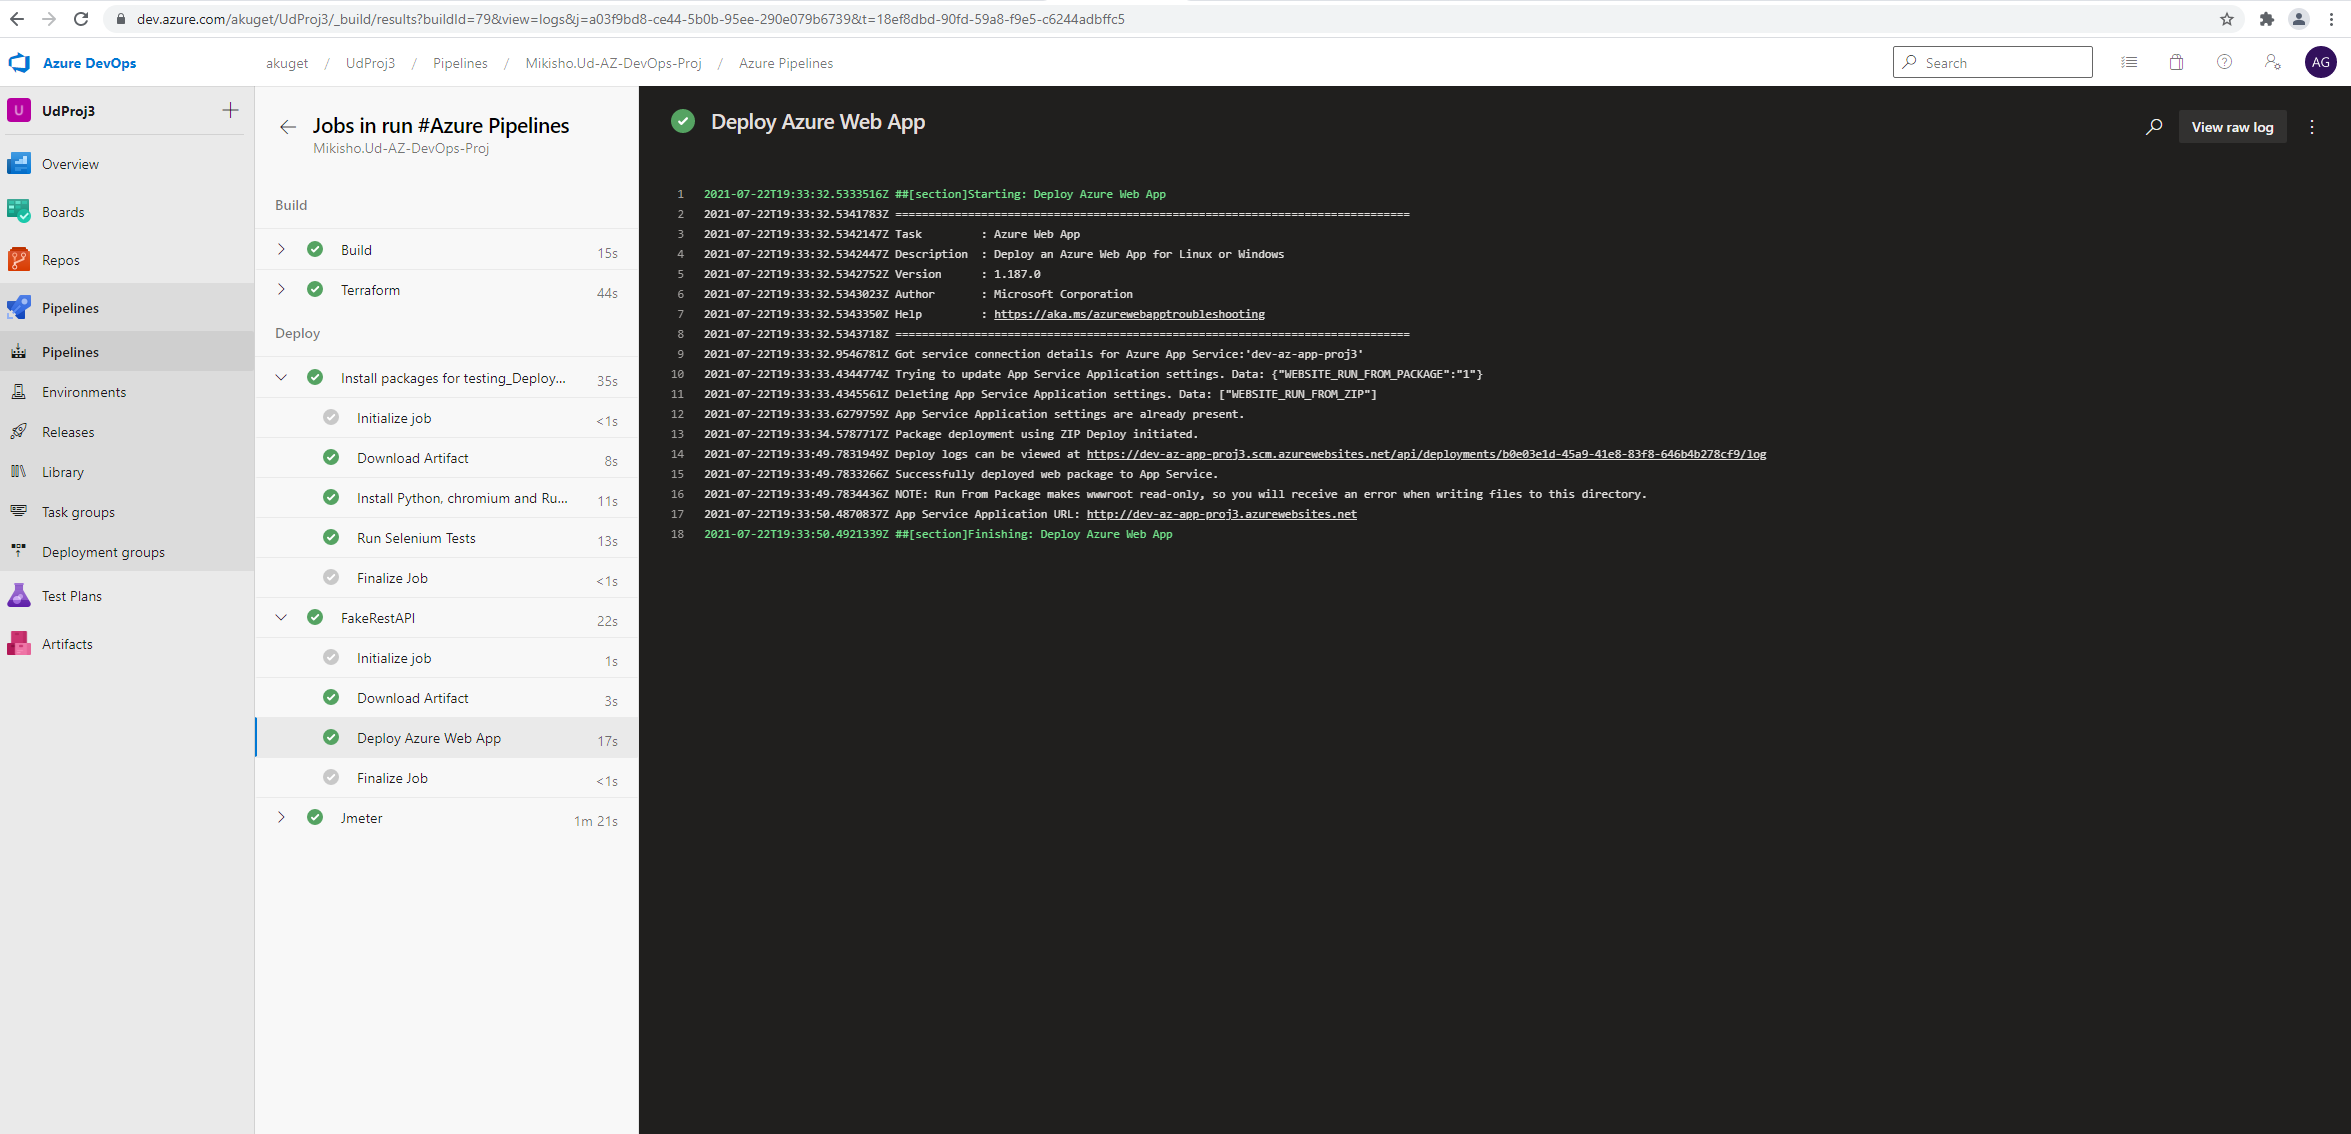 dev.azure.com/akuget/UdProj3/_build/results?buildId=79&view=logs&j=a03f9bd8-ce44-5b0b-95ee-290e079b6739&t=18ef8dbd-90fd-59a8-f9e5-c6244adbffc5
Azure DevOps
akuget / UdProj3 / Pipelines / Mikisho.Ud-AZ-DevOps-Proj / Azure Pipelines
Search
AG
U UdProj3
Overview
Boards
Repos
Pipelines
Pipelines
Environments
Releases
Library
Task groups
Deployment groups
Test Plans
Artifacts
Jobs in run #Azure Pipelines
Mikisho.Ud-AZ-DevOps-Proj
Build
Build 15s
Terraform 44s
Deploy
Install packages for testing_Deploy... 35s
Initialize job <1s
Download Artifact 8s
Install Python, chromium and Ru... 11s
Run Selenium Tests 13s
Finalize Job <1s
FakeRestAPI 22s
Initialize job 1s
Download Artifact 3s
Deploy Azure Web App 17s
Finalize Job <1s
Jmeter 1m 21s
Deploy Azure Web App
View raw log
1 2021-07-22T19:33:32.5333516Z ##[section]Starting: Deploy Azure Web App
2 2021-07-22T19:33:32.5341783Z ==============================================================================
3 2021-07-22T19:33:32.5342147Z Task         : Azure Web App
4 2021-07-22T19:33:32.5342447Z Description  : Deploy an Azure Web App for Linux or Windows
5 2021-07-22T19:33:32.5342752Z Version      : 1.187.0
6 2021-07-22T19:33:32.5343023Z Author       : Microsoft Corporation
7 2021-07-22T19:33:32.5343350Z Help         : https://aka.ms/azurewebapptroubleshooting
8 2021-07-22T19:33:32.5343718Z ==============================================================================
9 2021-07-22T19:33:32.9546781Z Got service connection details for Azure App Service:'dev-az-app-proj3'
10 2021-07-22T19:33:33.4344774Z Trying to update App Service Application settings. Data: {"WEBSITE_RUN_FROM_PACKAGE":"1"}
11 2021-07-22T19:33:33.4345561Z Deleting App Service Application settings. Data: ["WEBSITE_RUN_FROM_ZIP"]
12 2021-07-22T19:33:33.6279759Z App Service Application settings are already present.
13 2021-07-22T19:33:34.5787717Z Package deployment using ZIP Deploy initiated.
14 2021-07-22T19:33:49.7831949Z Deploy logs can be viewed at https://dev-az-app-proj3.scm.azurewebsites.net/api/deployments/b0e03e1d-45a9-41e8-83f8-646b4b278cf9/log
15 2021-07-22T19:33:49.7833266Z Successfully deployed web package to App Service.
16 2021-07-22T19:33:49.7834436Z NOTE: Run From Package makes wwwroot read-only, so you will receive an error when writing files to this directory.
17 2021-07-22T19:33:50.4870837Z App Service Application URL: http://dev-az-app-proj3.azurewebsites.net
18 2021-07-22T19:33:50.4921339Z ##[section]Finishing: Deploy Azure Web App